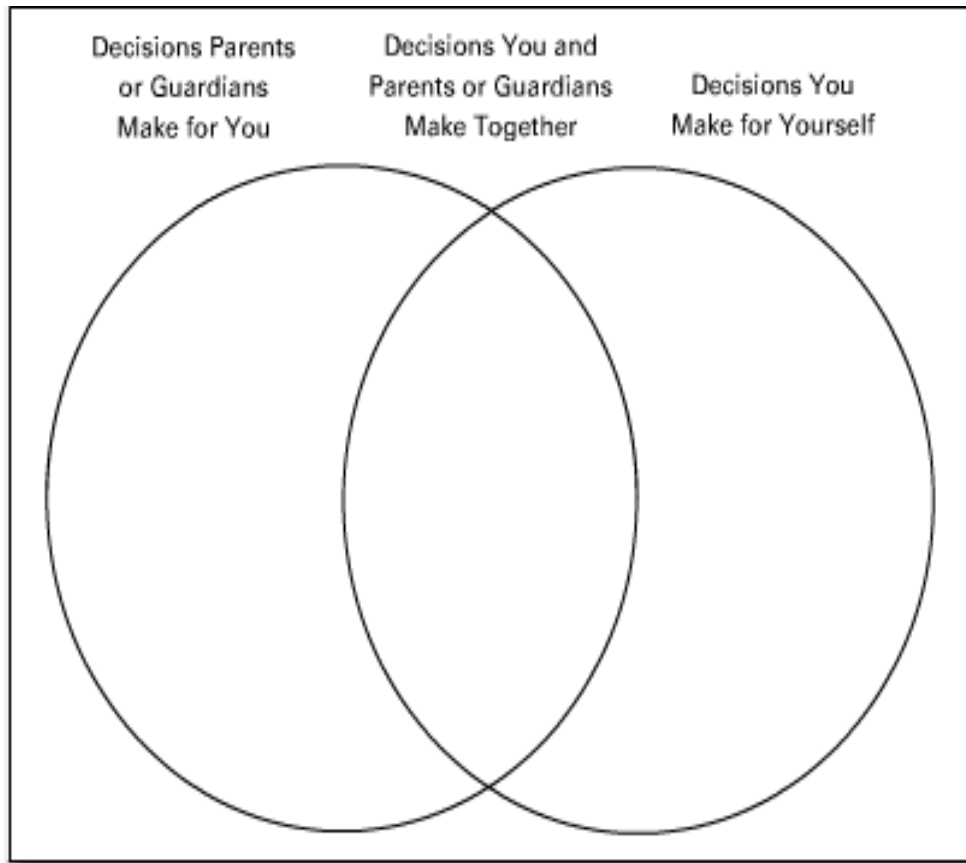 Decisions Parents
or Guardians
Make for You
Decisions You and
Parents or Guardians
Make Together
Decisions You
Make for Yourself